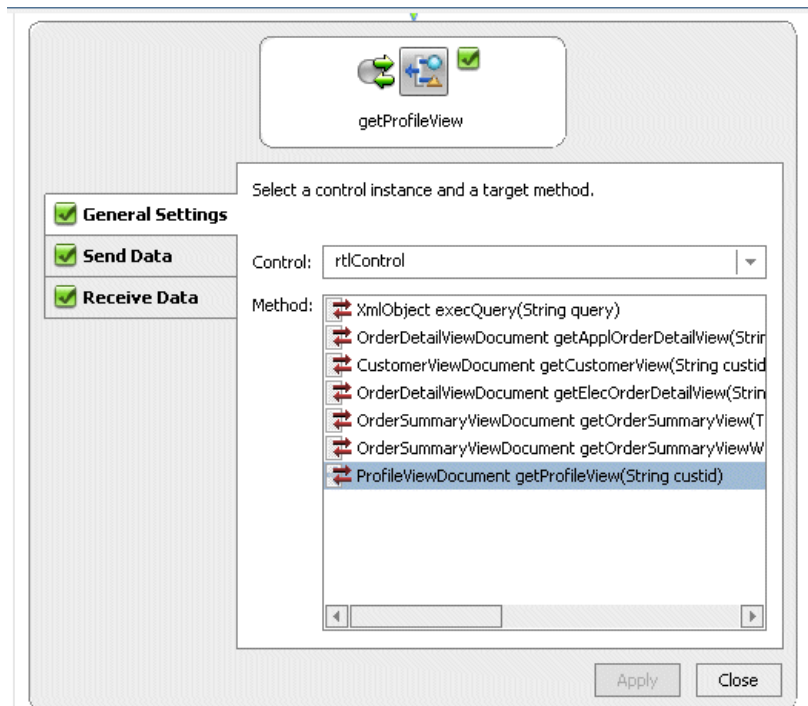 getProfileView
Select a control instance and a target method.
General Settings
Send Data
Receive Data
Control:
rtlControl
Method:
XmlObject execQuery(String query)
OrderDetailViewDocument getApplOrderDetailView(Strir
CustomerViewDocument getCustomerView(String custid
OrderDetailViewDocument getElecOrderDetailView(Strin
OrderSummaryViewDocument getOrderSummaryView(T
OrderSummaryViewDocument getOrderSummaryViewW
ProfileViewDocument getProfileView(String custid)
Apply
Close